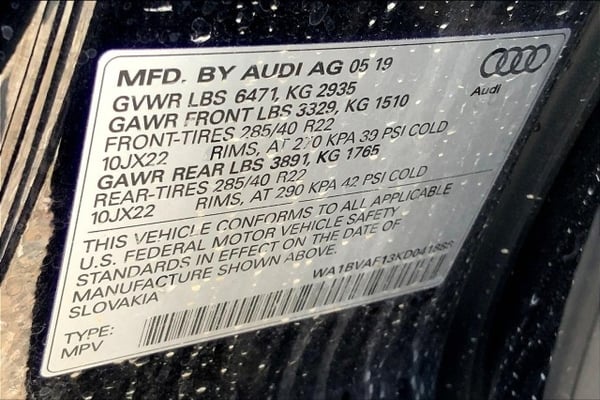 MFD. BY AUDI AG 05 19
Audi
GVWR LBS 6471, KG 2935
GAWR FRONT LBS 3329, KG 1510
FRONT-TIRES 285/40 R22
10JX22 RIMS, AT 270 KPA 39 PSI COLD
GAWR REAR LBS 3891, KG 1765
REAR-TIRES 285/40 R22
10JX22 RIMS, AT 290 KPA 42 PSI COLD
THIS VEHICLE CONFORMS TO ALL APPLICABLE
U.S. FEDERAL MOTOR VEHICLE SAFETY
STANDARDS IN EFFECT ON THE DATE OF
MANUFACTURE SHOWN ABOVE.
SLOVAKIA
TYPE:
MPV